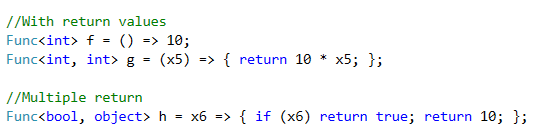 //With return values
Func<int> f = () => 10;
Func<int, int> g = (x5) => { return 10 * x5; };
//Multiple return
Func<bool, object> h = x6 => { if (x6) return true; return 10; };